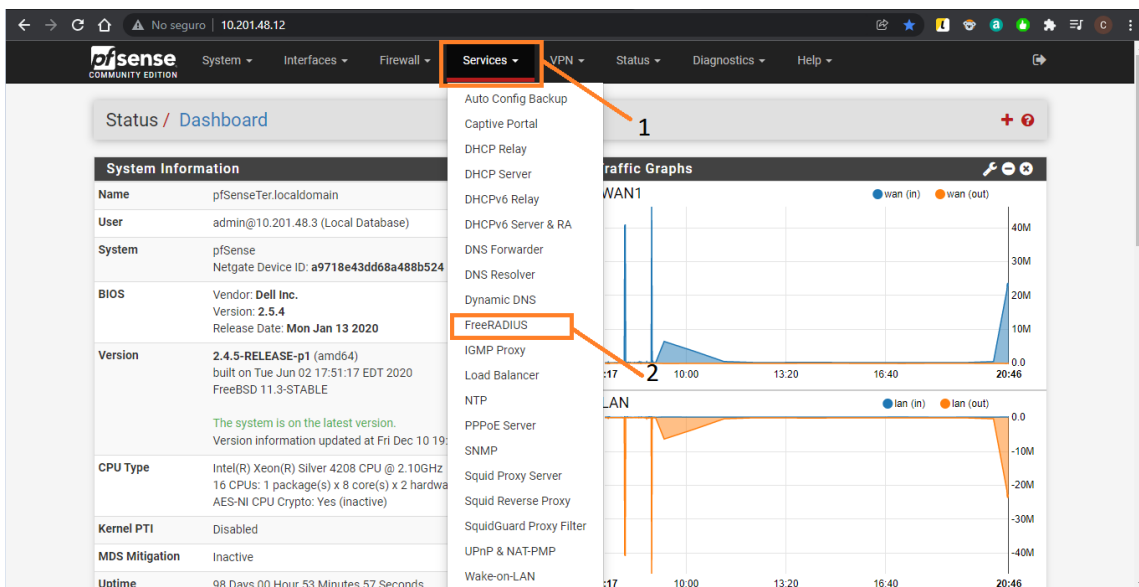 No seguro | 10.201.48.12
pfsense
COMMUNITY EDITION
System Interfaces Firewall Services VPN Status Diagnostics Help
Status / Dashboard
1
System Information
Name pfSenseTer.localdomain
User admin@10.201.48.3 (Local Database)
System pfSense
Netgate Device ID: a9718e43dd68a488b524
BIOS Vendor: Dell Inc.
Version: 2.5.4
Release Date: Mon Jan 13 2020
Version 2.4.5-RELEASE-p1 (amd64)
built on Tue Jun 02 17:51:17 EDT 2020
FreeBSD 11.3-STABLE
The system is on the latest version.
Version information updated at Fri Dec 10 19:
CPU Type Intel(R) Xeon(R) Silver 4208 CPU @ 2.10GHz
16 CPUs: 1 package(s) x 8 core(s) x 2 hardwa
AES-NI CPU Crypto: Yes (inactive)
Kernel PTI Disabled
MDS Mitigation Inactive
Uptime 98 Days 00 Hour 53 Minutes 57 Seconds
Auto Config Backup
Captive Portal
DHCP Relay
DHCP Server
DHCPv6 Relay
DHCPv6 Server & RA
DNS Forwarder
DNS Resolver
Dynamic DNS
FreeRADIUS
IGMP Proxy
Load Balancer
NTP
PPPoE Server
SNMP
Squid Proxy Server
Squid Reverse Proxy
SquidGuard Proxy Filter
UPnP & NAT-PMP
Wake-on-LAN
2
raffic Graphs
WAN1 wan (in) wan (out)
40M
30M
20M
10M
0.0
:17 10:00 13:20 16:40 20:46
LAN lan (in) lan (out)
0.0
-10M
-20M
-30M
-40M
:17 10:00 13:20 16:40 20:46